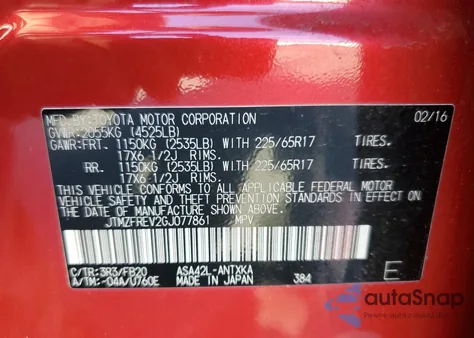 MFD.BY:TOYOTA MOTOR CORPORATION 02/16
GVWR:2055KG (4525LB)
GAWR:FRT. 1150KG (2535LB) WITH 225/65R17 TIRES.
17X6 1/2J RIMS.
RR. 1150KG (2535LB) WITH 225/65R17 TIRES.
17X6 1/2J RIMS.
THIS VEHICLE CONFORMS TO ALL APPLICABLE FEDERAL MOTOR
VEHICLE SAFETY AND THEFT PREVENTION STANDARDS IN
EFFECT ON THE DATE OF MANUFACTURE SHOWN ABOVE.
JTMZFREV2GJ077861 MPV
C/TR:3R3/FB20 ASA42L-ANTXKA 384 E
A/TM:-04A/U760E MADE IN JAPAN
autoSnap